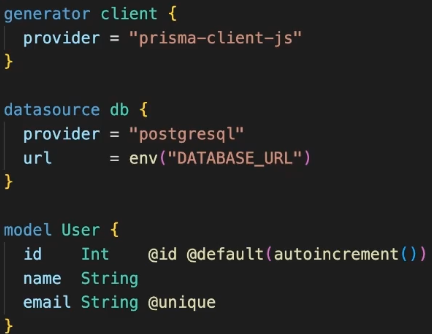 generator client {
  provider = "prisma-client-js"
}

datasource db {
  provider = "postgresql"
  url      = env("DATABASE_URL")
}

model User {
  id    Int    @id @default(autoincrement())
  name  String
  email String @unique
}